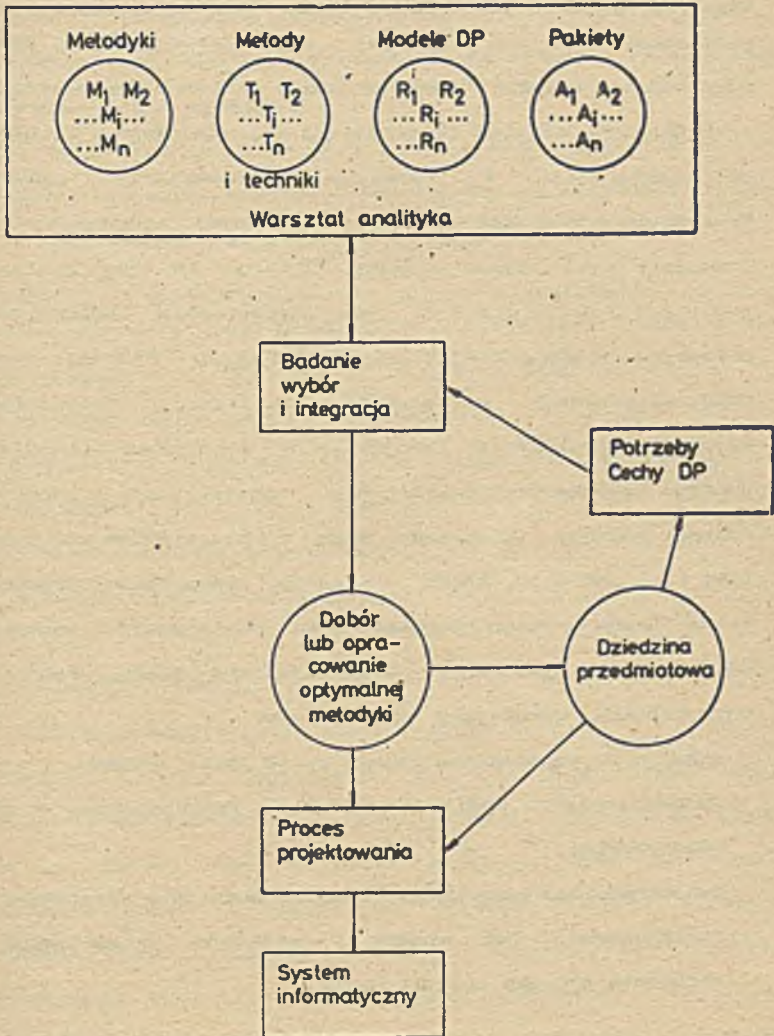 Metodyki Metody Modele DP Pakiety
M₁ M₂ T₁ T₂ R₁ R₂ A₁ A₂
...Mᵢ... ...Tᵢ... ...Rᵢ... ...Aᵢ...
...Mₙ ...Tₙ ...Rₙ ...Aₙ
i techniki
Warsztat analityka
Badanie
wybór
i integracja
Potrzeby
Cechy DP
Dobór
lub opra-
cowanie
optymalnej
metodyki
Dziedzina
przedmiotowa
Proces
projektowania
System
informatyczny